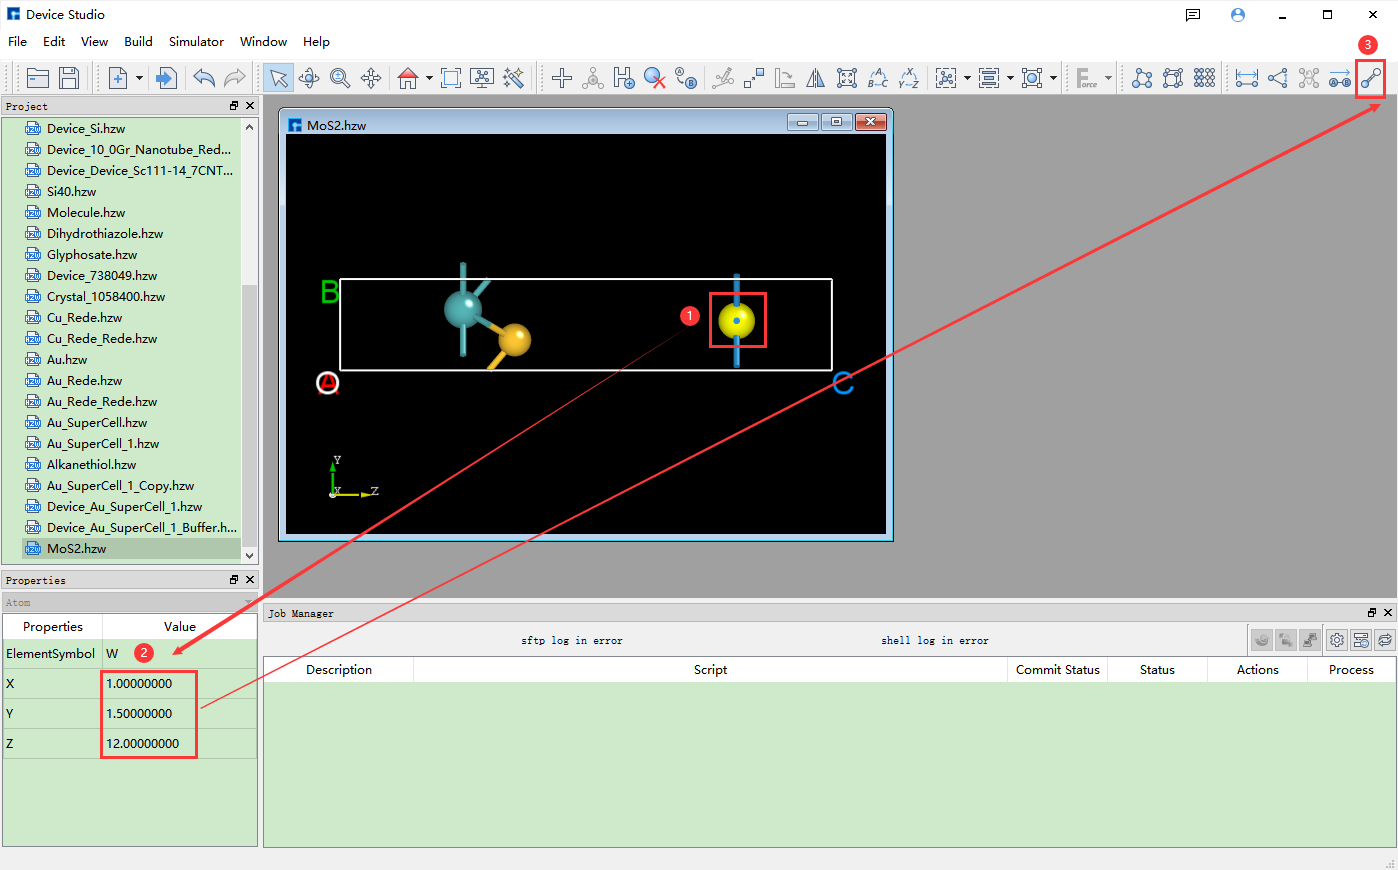 Device Studio
File Edit View Build Simulator Window Help
3
Force
Project
Device_Si.hzw
Device_10_0Gr_Nanotube_Red...
Device_Device_Sc111-14_7CNT...
Si40.hzw
Molecule.hzw
Dihydrothiazole.hzw
Glyphosate.hzw
Device_738049.hzw
Crystal_1058400.hzw
Cu_Rede.hzw
Cu_Rede_Rede.hzw
Au.hzw
Au_Rede.hzw
Au_Rede_Rede.hzw
Au_SuperCell.hzw
Au_SuperCell_1.hzw
Alkanethiol.hzw
Au_SuperCell_1_Copy.hzw
Device_Au_SuperCell_1.hzw
Device_Au_SuperCell_1_Buffer.h...
MoS2.hzw
MoS2.hzw
B
1
A
C
Y
X Z
Properties
Atom
Properties Value
ElementSymbol W 2
X 1.00000000
Y 1.50000000
Z 12.00000000
Job Manager
sftp log in error shell log in error
Description Script Commit Status Status Actions Process